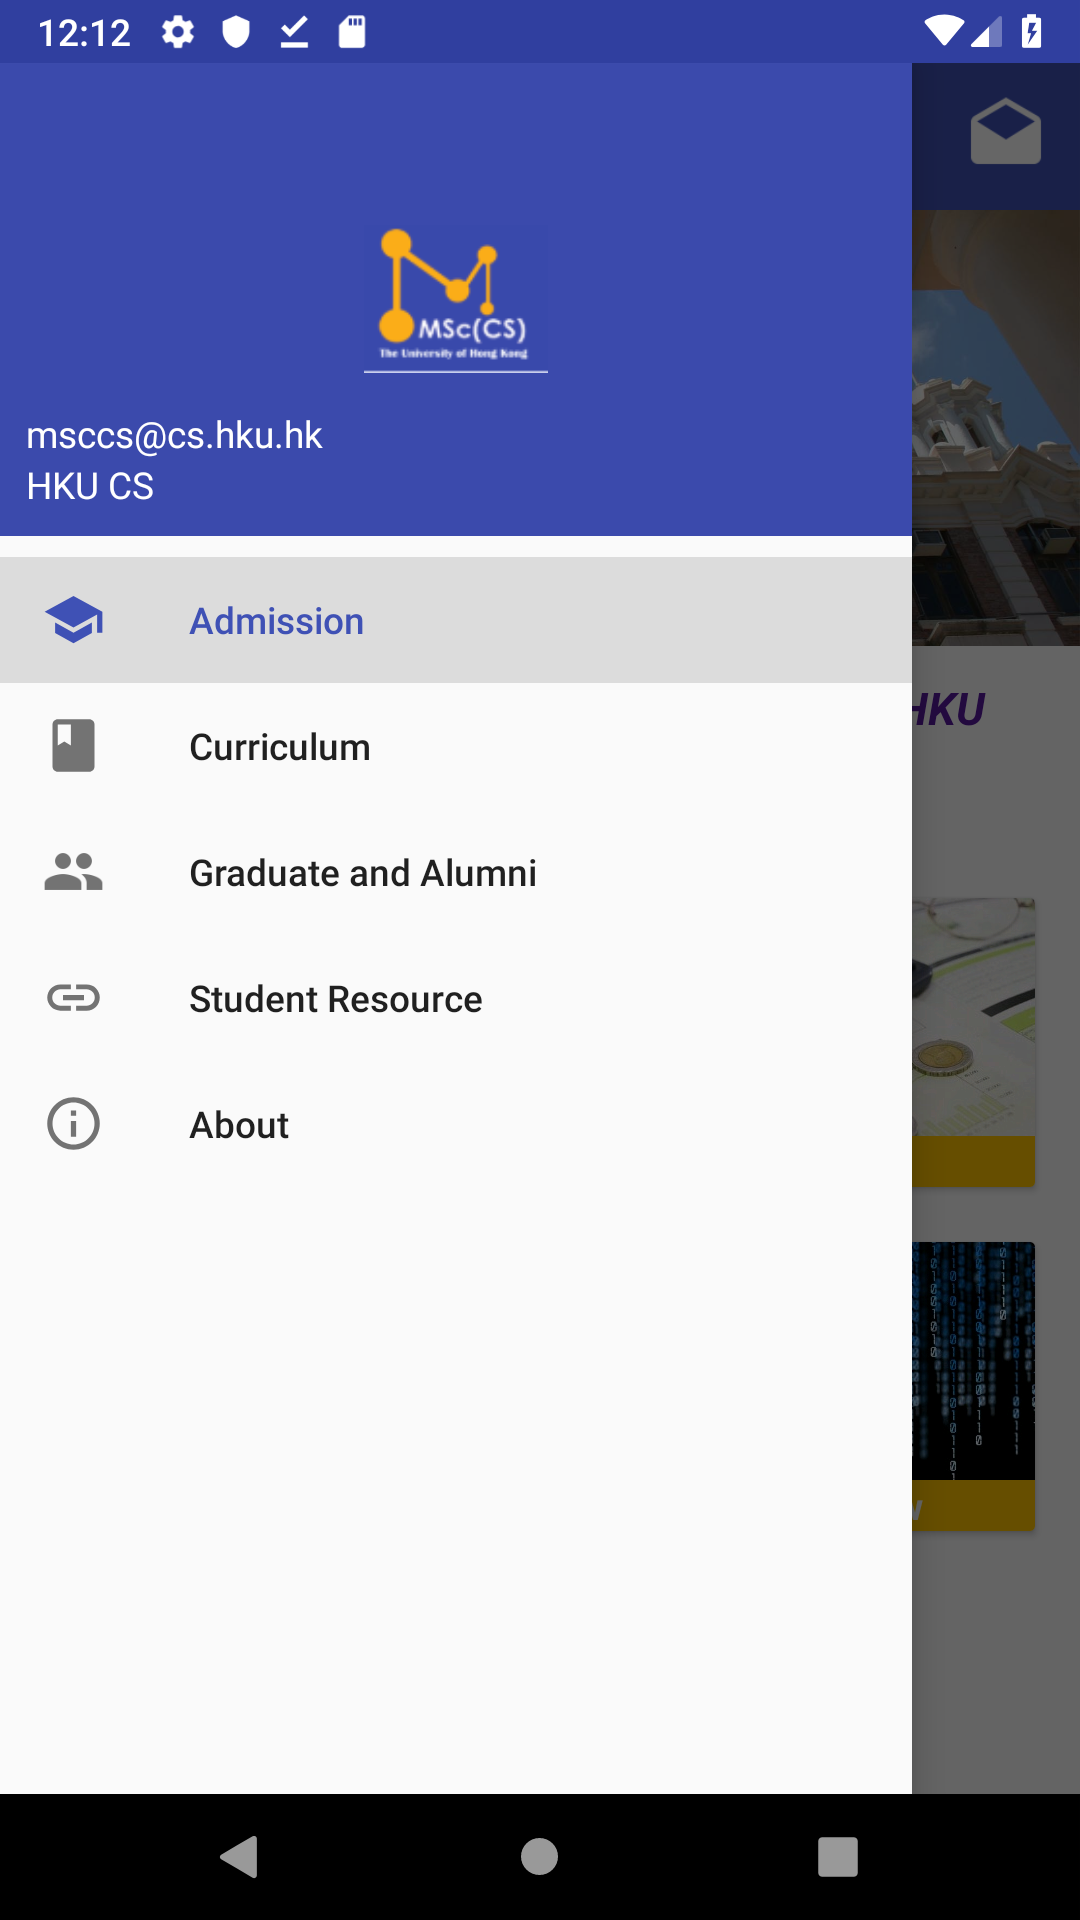 12:12
MSc(CS)
The University of Hong Kong
msccs@cs.hku.hk
HKU CS
Admission
HKU
Curriculum
Graduate and Alumni
Student Resource
About